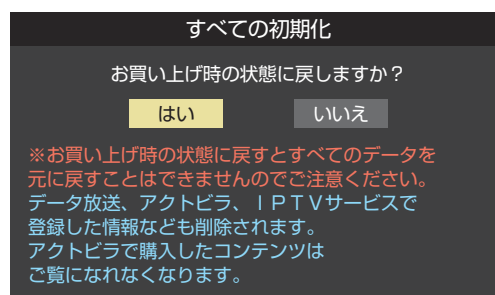 すべての初期化
お買い上げ時の状態に戻しますか？
はい
いいえ
※お買い上げ時の状態に戻すとすべてのデータを
元に戻すことはできませんのでご注意ください。
データ放送、アクトビラ、ＩＰＴＶサービスで
登録した情報なども削除されます。
アクトビラで購入したコンテンツは
ご覧になれなくなります。